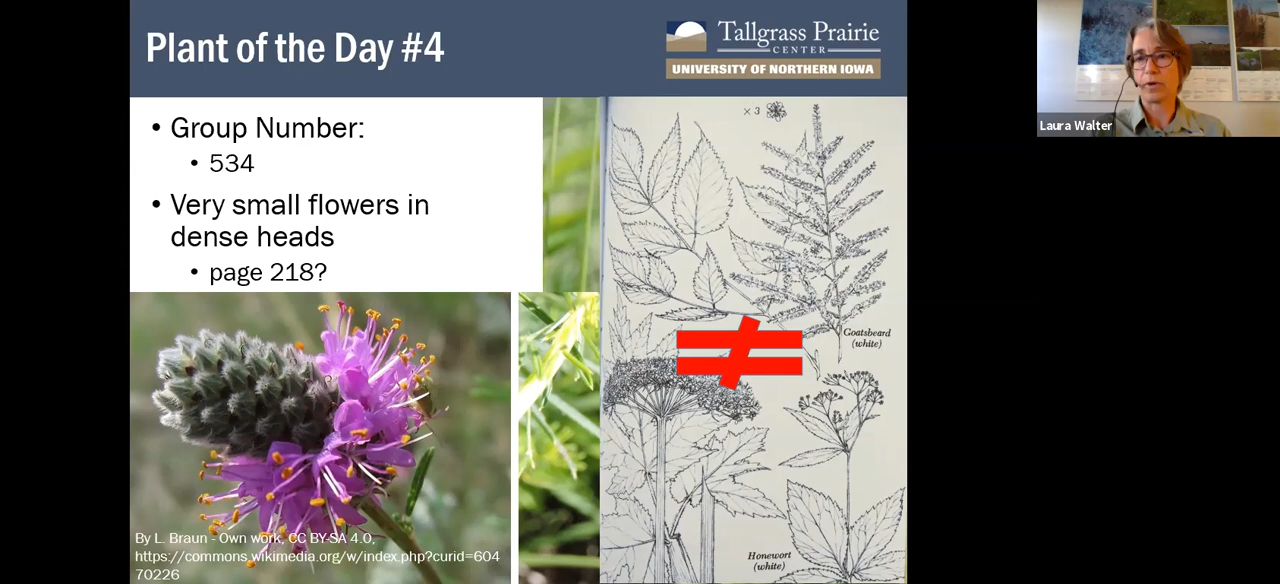 Plant of the Day #4
Tallgrass Prairie
CENTER
UNIVERSITY OF NORTHERN IOWA
• Group Number:
• 534
• Very small flowers in
dense heads
• page 218?
By L. Braun - Own work, CC BY-SA 4.0,
https://commons.wikimedia.org/w/index.php?curid=604
70226
× 3
Goatsbeard
(white)
Honewort
(white)
Laura Walter